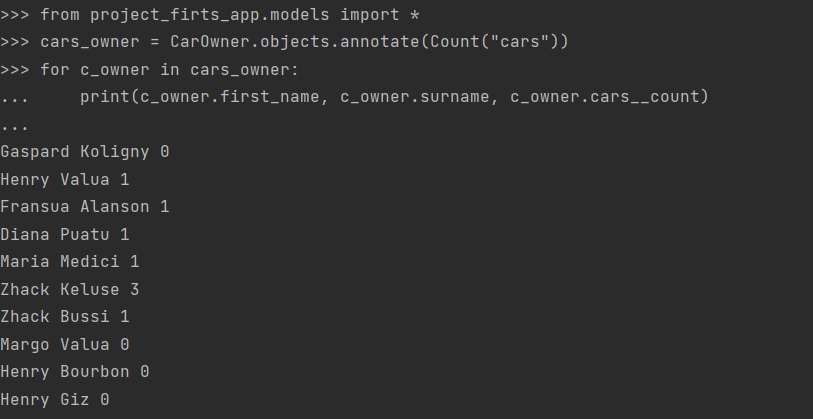 >>> from project_firts_app.models import *
>>> cars_owner = CarOwner.objects.annotate(Count("cars"))
>>> for c_owner in cars_owner:
...     print(c_owner.first_name, c_owner.surname, c_owner.cars__count)
...
Gaspard Koligny 0
Henry Valua 1
Fransua Alanson 1
Diana Puatu 1
Maria Medici 1
Zhack Keluse 3
Zhack Bussi 1
Margo Valua 0
Henry Bourbon 0
Henry Giz 0